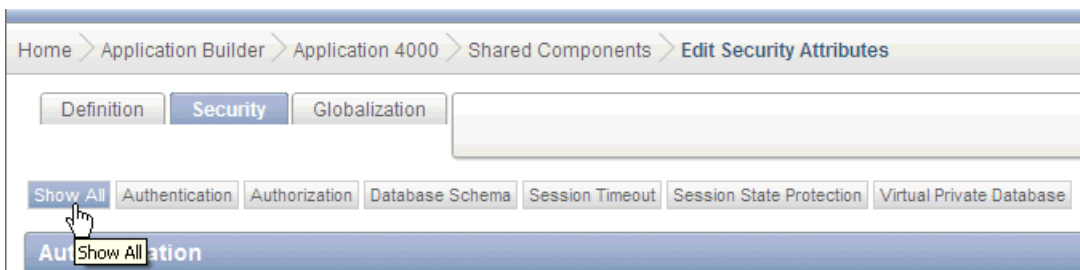 Home Application Builder Application 4000 Shared Components Edit Security Attributes
Definition Security Globalization
Show All Authentication Authorization Database Schema Session Timeout Session State Protection Virtual Private Database
Show All